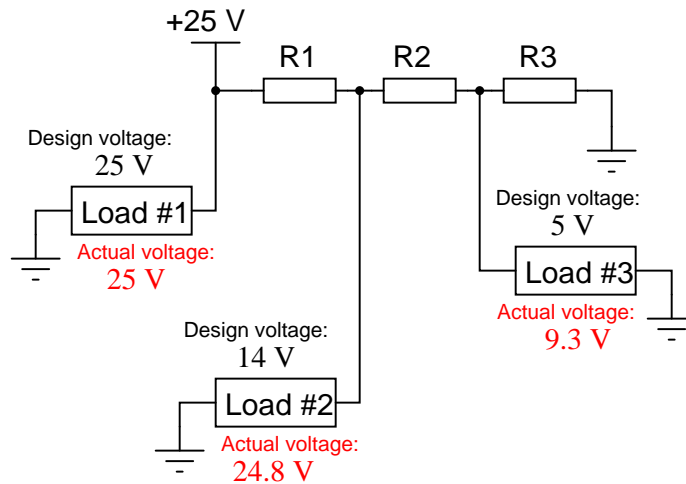 +25 V
R1
R2
R3
Design voltage:
25 V
Load #1
Actual voltage:
25 V
Design voltage:
5 V
Load #3
Actual voltage:
9.3 V
Design voltage:
14 V
Load #2
Actual voltage:
24.8 V